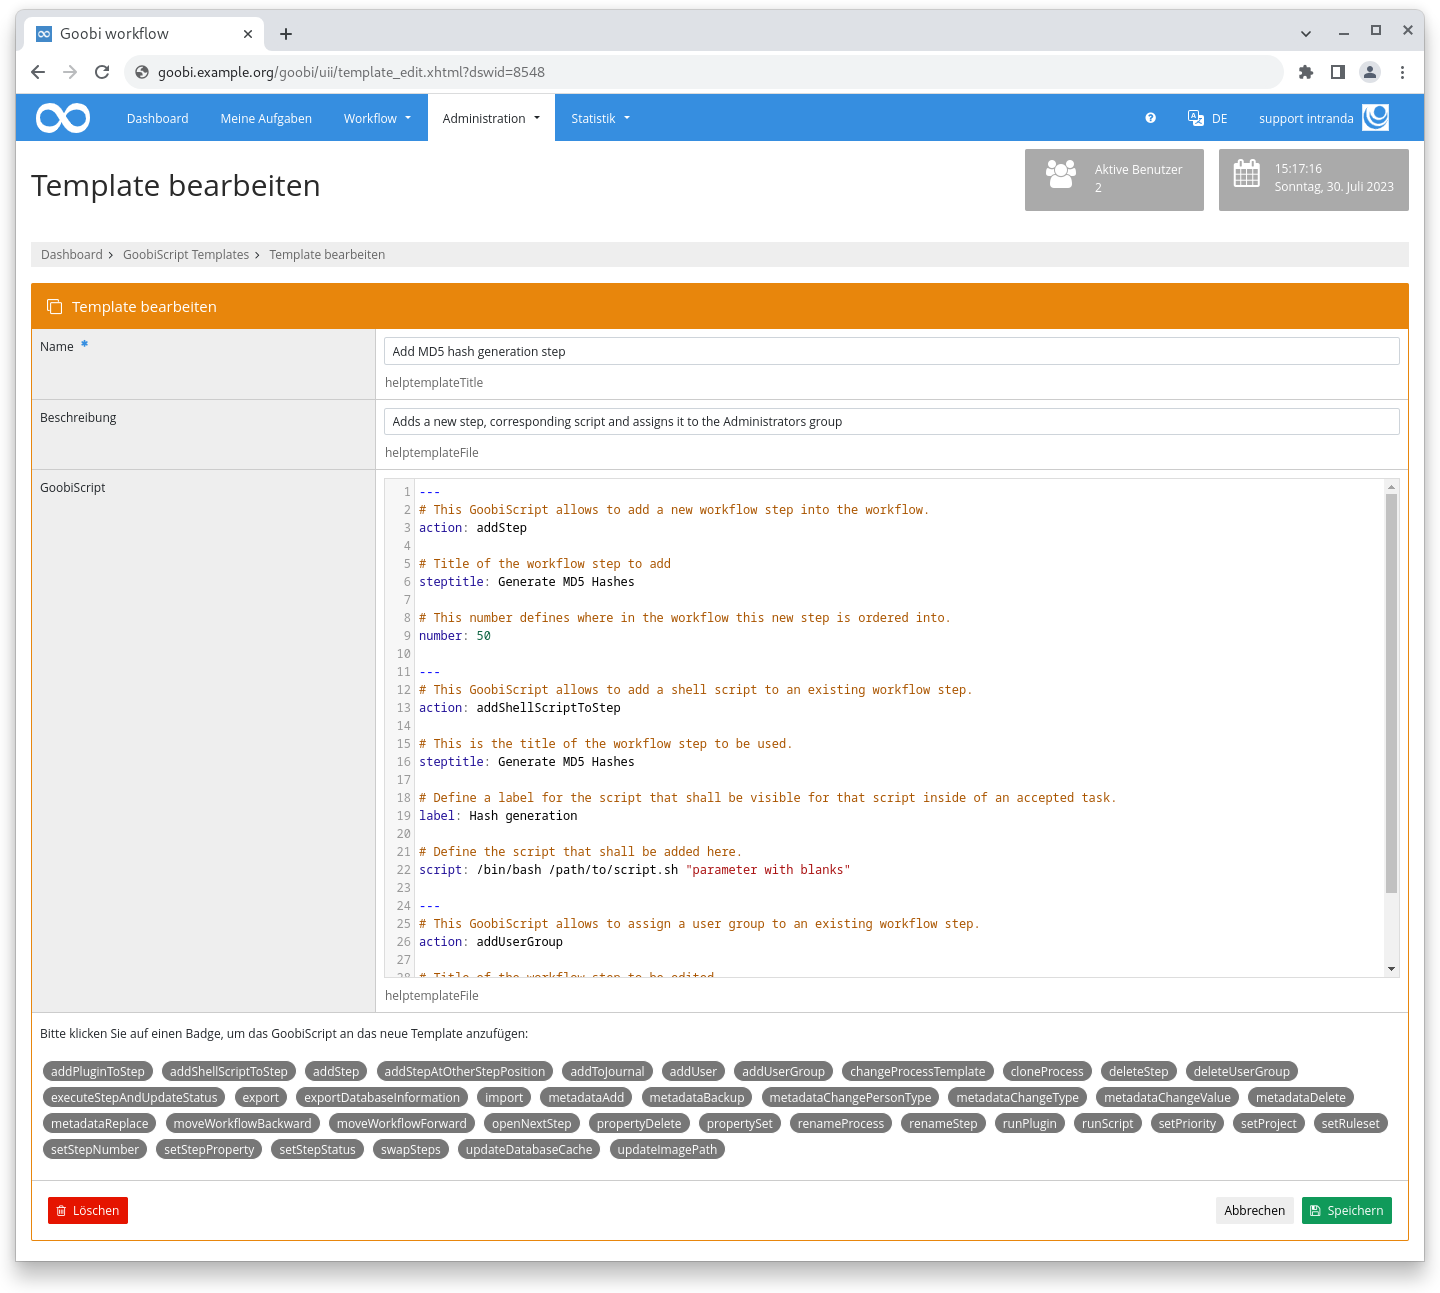 Goobi workflow
goobi.example.org/goobi/uii/template_edit.xhtml?dswid=8548
Dashboard Meine Aufgaben Workflow Administration Statistik DE support intranda
Template bearbeiten
Aktive Benutzer
2
15:17:16
Sonntag, 30. Juli 2023
Dashboard GoobiScript Templates Template bearbeiten
Template bearbeiten
Name *
Add MD5 hash generation step
helptemplateTitle
Beschreibung
Adds a new step, corresponding script and assigns it to the Administrators group
helptemplateFile
GoobiScript
1 ---
2 # This GoobiScript allows to add a new workflow step into the workflow.
3 action: addStep
4
5 # Title of the workflow step to add
6 steptitle: Generate MD5 Hashes
7
8 # This number defines where in the workflow this new step is ordered into.
9 number: 50
10
11 ---
12 # This GoobiScript allows to add a shell script to an existing workflow step.
13 action: addShellScriptToStep
14
15 # This is the title of the workflow step to be used.
16 steptitle: Generate MD5 Hashes
17
18 # Define a label for the script that shall be visible for that script inside of an accepted task.
19 label: Hash generation
20
21 # Define the script that shall be added here.
22 script: /bin/bash /path/to/script.sh "parameter with blanks"
23
24 ---
25 # This GoobiScript allows to assign a user group to an existing workflow step.
26 action: addUserGroup
27
28 # Title of the workflow step to be edited
helptemplateFile
Bitte klicken Sie auf einen Badge, um das GoobiScript an das neue Template anzufügen:
addPluginToStep addShellScriptToStep addStep addStepAtOtherStepPosition addToJournal addUser addUserGroup changeProcessTemplate cloneProcess deleteStep deleteUserGroup
executeStepAndUpdateStatus export exportDatabaseInformation import metadataAdd metadataBackup metadataChangePersonType metadataChangeType metadataChangeValue metadataDelete
metadataReplace moveWorkflowBackward moveWorkflowForward openNextStep propertyDelete propertySet renameProcess renameStep runPlugin runScript setPriority setProject setRuleset
setStepNumber setStepProperty setStepStatus swapSteps updateDatabaseCache updateImagePath
Löschen Abbrechen Speichern